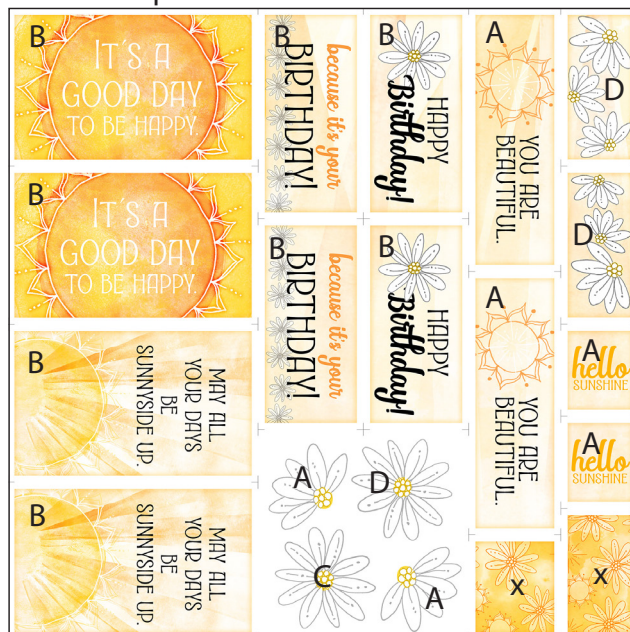 B
IT'S A
GOOD DAY
TO BE HAPPY.
B
IT'S A
GOOD DAY
TO BE HAPPY.
B
MAY ALL
YOUR DAYS
BE
SUNNYSIDE UP.
B
MAY ALL
YOUR DAYS
BE
SUNNYSIDE UP.
B
because it's your
BIRTHDAY!
B
HAPPY
Birthday!
B
because it's your
BIRTHDAY!
B
HAPPY
Birthday!
A
YOU ARE
BEAUTIFUL.
A
YOU ARE
BEAUTIFUL.
D
D
A
hello
SUNSHINE
A
hello
SUNSHINE
A
D
C
A
x
x